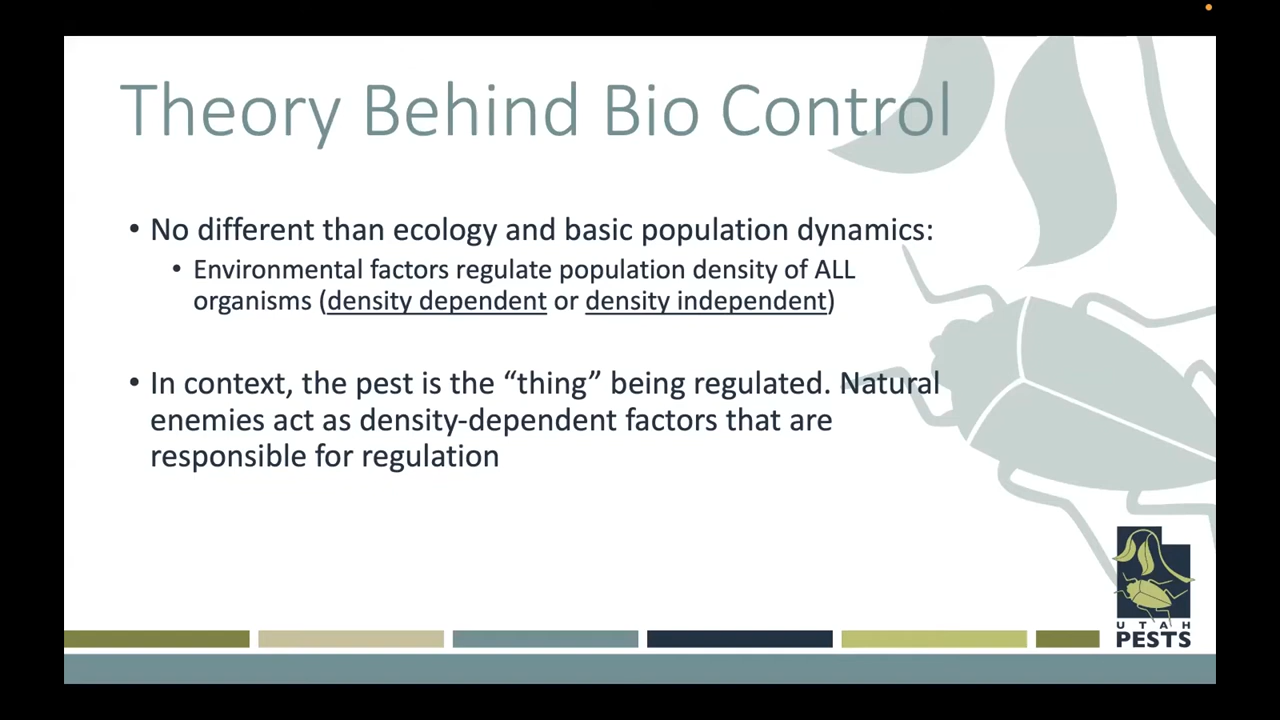 Theory Behind Bio Control
• No different than ecology and basic population dynamics:
• Environmental factors regulate population density of ALL
organisms (density dependent or density independent)
• In context, the pest is the “thing” being regulated. Natural
enemies act as density-dependent factors that are
responsible for regulation
UTAH
PESTS